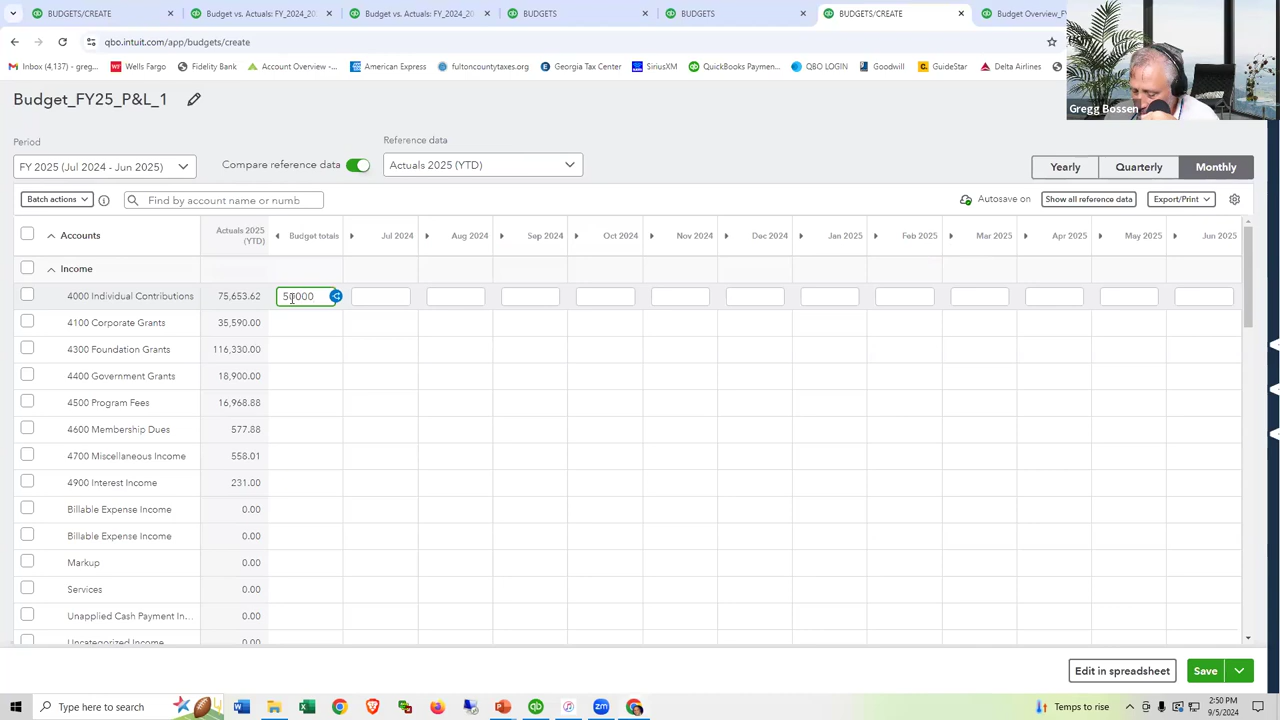 BUDGETS/CREATE
Budget vs. Actuals: FY_2024_20
Budget vs. Actuals: FY_2024_20
BUDGETS
BUDGETS
BUDGETS/CREATE
Budget Overview_F
qbo.intuit.com/app/budgets/create
Inbox (4,137) - greg...
Wells Fargo
Fidelity Bank
Account Overview -...
American Express
fultoncountytaxes.org
Georgia Tax Center
SiriusXM
QuickBooks Paymen...
QBO LOGIN
Goodwill
GuideStar
Delta Airlines
Gregg Bossen
Budget_FY25_P&L_1
Period
Reference data
FY 2025 (Jul 2024 - Jun 2025)
Compare reference data
Actuals 2025 (YTD)
Yearly
Quarterly
Monthly
Batch actions
Find by account name or numb
Autosave on
Show all reference data
Export/Print
Accounts
Actuals 2025
(YTD)
Budget totals
Jul 2024
Aug 2024
Sep 2024
Oct 2024
Nov 2024
Dec 2024
Jan 2025
Feb 2025
Mar 2025
Apr 2025
May 2025
Jun 2025
Income
4000 Individual Contributions 75,653.62 50000
4100 Corporate Grants 35,590.00
4300 Foundation Grants 116,330.00
4400 Government Grants 18,900.00
4500 Program Fees 16,968.88
4600 Membership Dues 577.88
4700 Miscellaneous Income 558.01
4900 Interest Income 231.00
Billable Expense Income 0.00
Billable Expense Income 0.00
Markup 0.00
Services 0.00
Unapplied Cash Payment In... 0.00
Uncategorized Income 0.00
Edit in spreadsheet
Save
Type here to search
Temps to rise
2:50 PM
9/5/2024